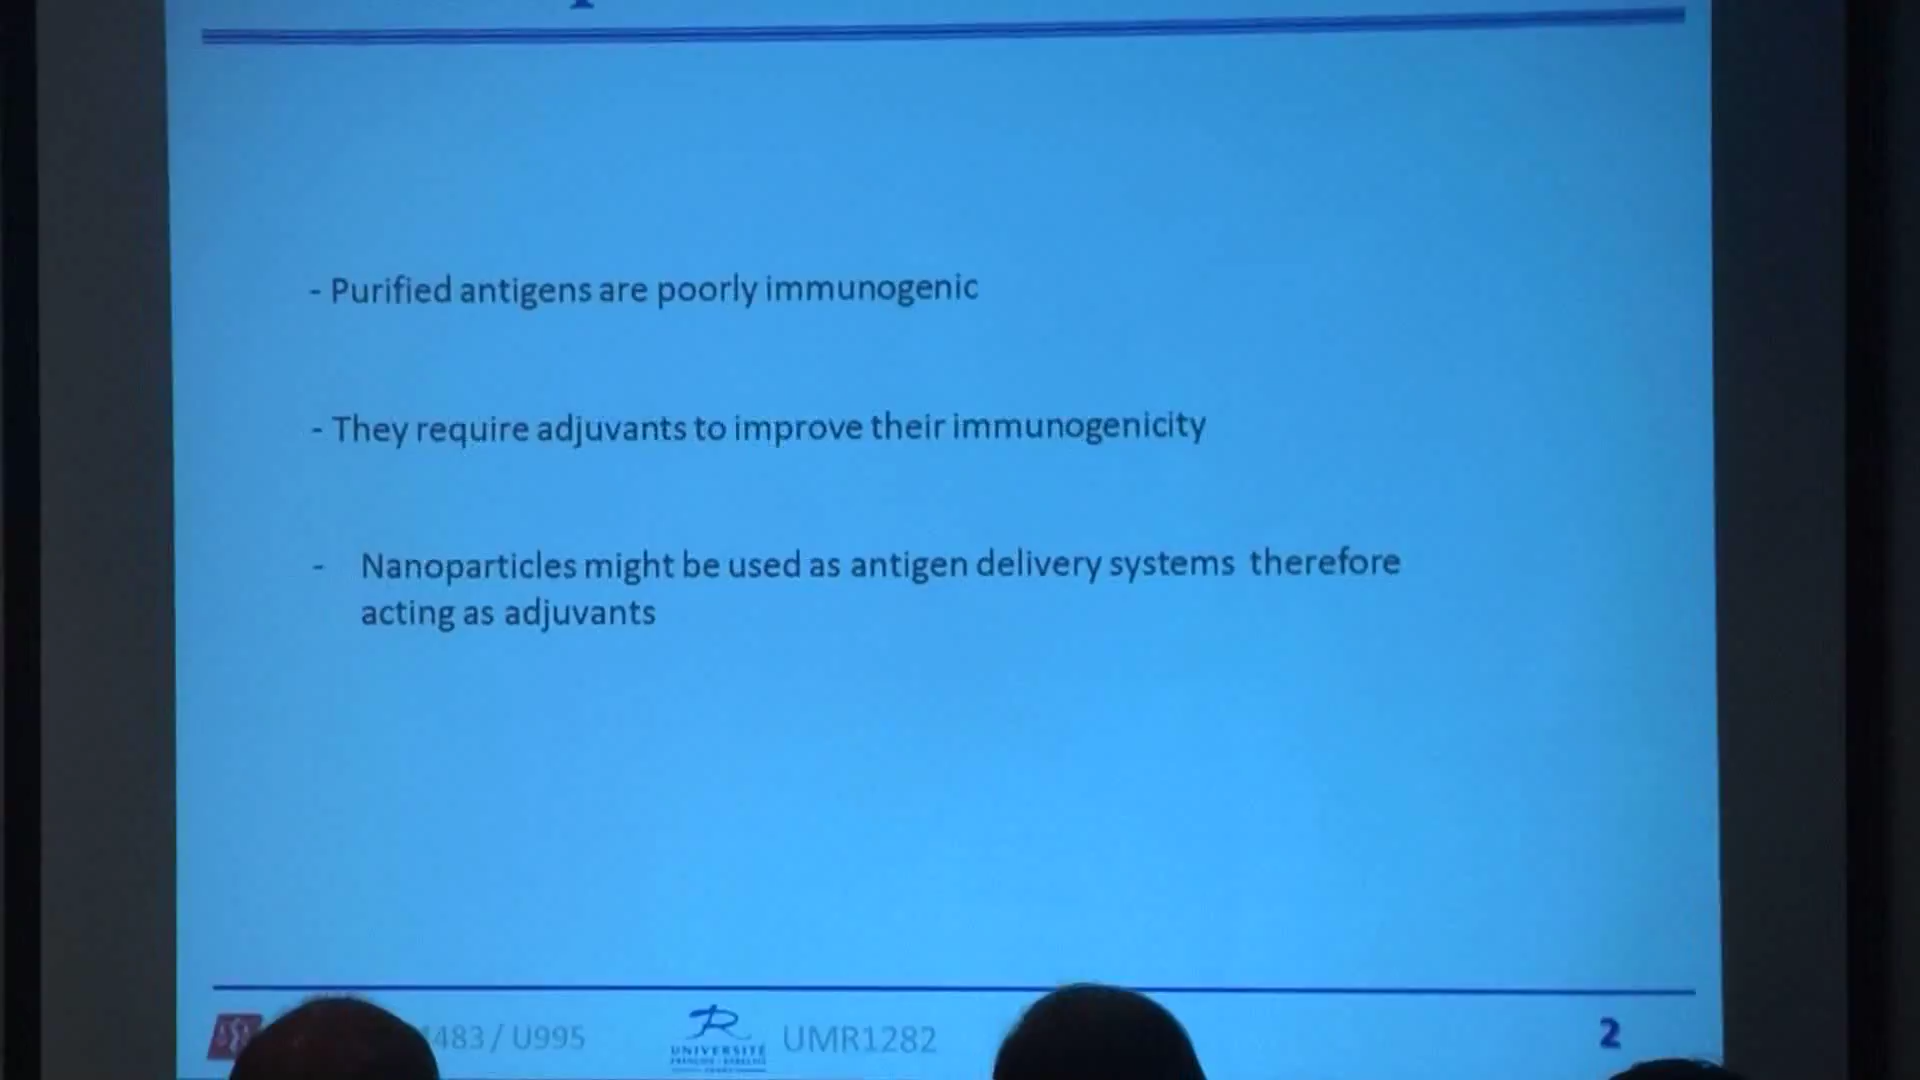 - Purified antigens are poorly immunogenic
- They require adjuvants to improve their immunogenicity
- Nanoparticles might be used as antigen delivery systems therefore
acting as adjuvants
483 / U995
UNIVERSITÉ
UMR1282
2